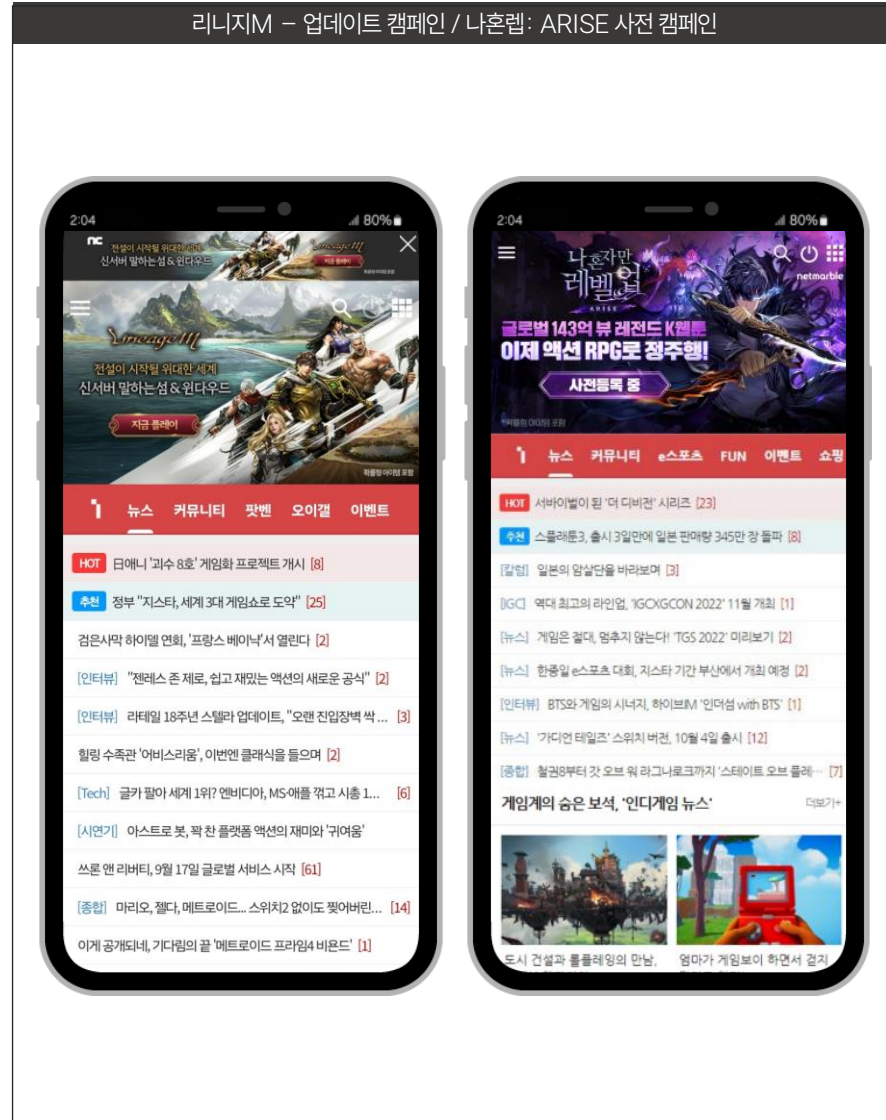 리니지M – 업데이트 캠페인 / 나혼렙: ARISE 사전 캠페인
2:04
80%
nc
전설이 시작될 위대한 세계
신서버 말하는섬 & 윈다우드
Lineage M
지금 플레이
확률형 아이템 포함
Lineage M
전설이 시작될 위대한 세계
신서버 말하는섬 & 윈다우드
지금 플레이
확률형 아이템 포함
뉴스 커뮤니티 팟벤 오이갤 이벤트
HOT 日애니 '괴수 8호' 게임화 프로젝트 개시 [8]
추천 정부 "지스타, 세계 3대 게임쇼로 도약" [25]
검은사막 하이델 연회, '프랑스 베이낙'서 열린다 [2]
[인터뷰] "젠레스 존 제로, 쉽고 재밌는 액션의 새로운 공식" [2]
[인터뷰] 라테일 18주년 스텔라 업데이트, "오랜 진입장벽 싹 ... [3]
힐링 수족관 '어비스리움', 이번엔 클래식을 들으며 [2]
[Tech] 글카 팔아 세계 1위? 엔비디아, MS·애플 꺾고 시총 1... [6]
[시연기] 아스트로 봇, 꽉 찬 플랫폼 액션의 재미와 '귀여움'
쓰론 앤 리버티, 9월 17일 글로벌 서비스 시작 [61]
[종합] 마리오, 젤다, 메트로이드... 스위치2 없이도 찢어버린... [14]
이게 공개되네, 기다림의 끝 '메트로이드 프라임4 비욘드' [1]
2:04
80%
나 혼자만
레벨업
ARISE
netmarble
글로벌 143억 뷰 레전드 K웹툰
이제 액션 RPG로 정주행!
사전등록 중
*확률형 아이템 포함
뉴스 커뮤니티 e스포츠 FUN 이벤트 쇼핑
HOT 서바이벌이 된 '더 디비전' 시리즈 [23]
추천 스플래툰3, 출시 3일만에 일본 판매량 345만 장 돌파 [8]
[칼럼] 일본의 암살단을 바라보며 [3]
[IGC] 역대 최고의 라인업, 'IGCXGCON 2022' 11월 개최 [1]
[뉴스] 게임은 절대, 멈추지 않는다! 'TGS 2022' 미리보기 [2]
[뉴스] 한중일 e스포츠 대회, 지스타 기간 부산에서 개최 예정 [2]
[인터뷰] BTS와 게임의 시너지, 하이브IM '인더섬 with BTS' [1]
[뉴스] '가디언 테일즈' 스위치 버전, 10월 4일 출시 [12]
[종합] 철권8부터 갓 오브 워 라그나로크까지 '스테이트 오브 플레… [7]
게임계의 숨은 보석, '인디게임 뉴스' 더보기+
도시 건설과 롤플레잉의 만남,
엄마가 게임보이 하면서 걷지